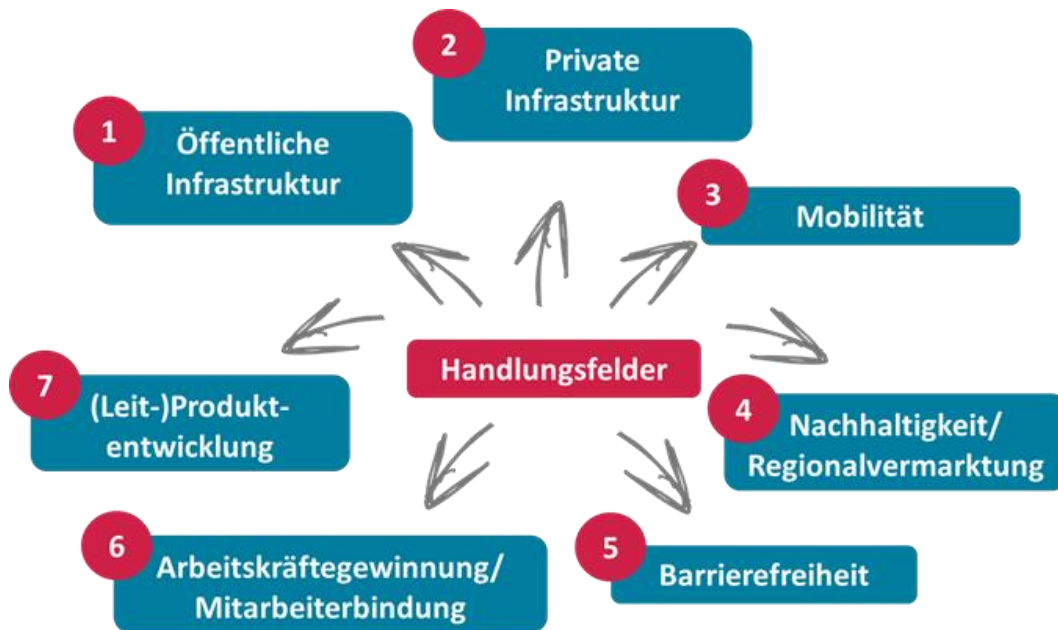 1
Öffentliche
Infrastruktur
2
Private
Infrastruktur
3
Mobilität
Handlungsfelder
4
Nachhaltigkeit/
Regionalvermarktung
5
Barrierefreiheit
6
Arbeitskräftegewinnung/
Mitarbeiterbindung
7
(Leit-)Produkt-
entwicklung